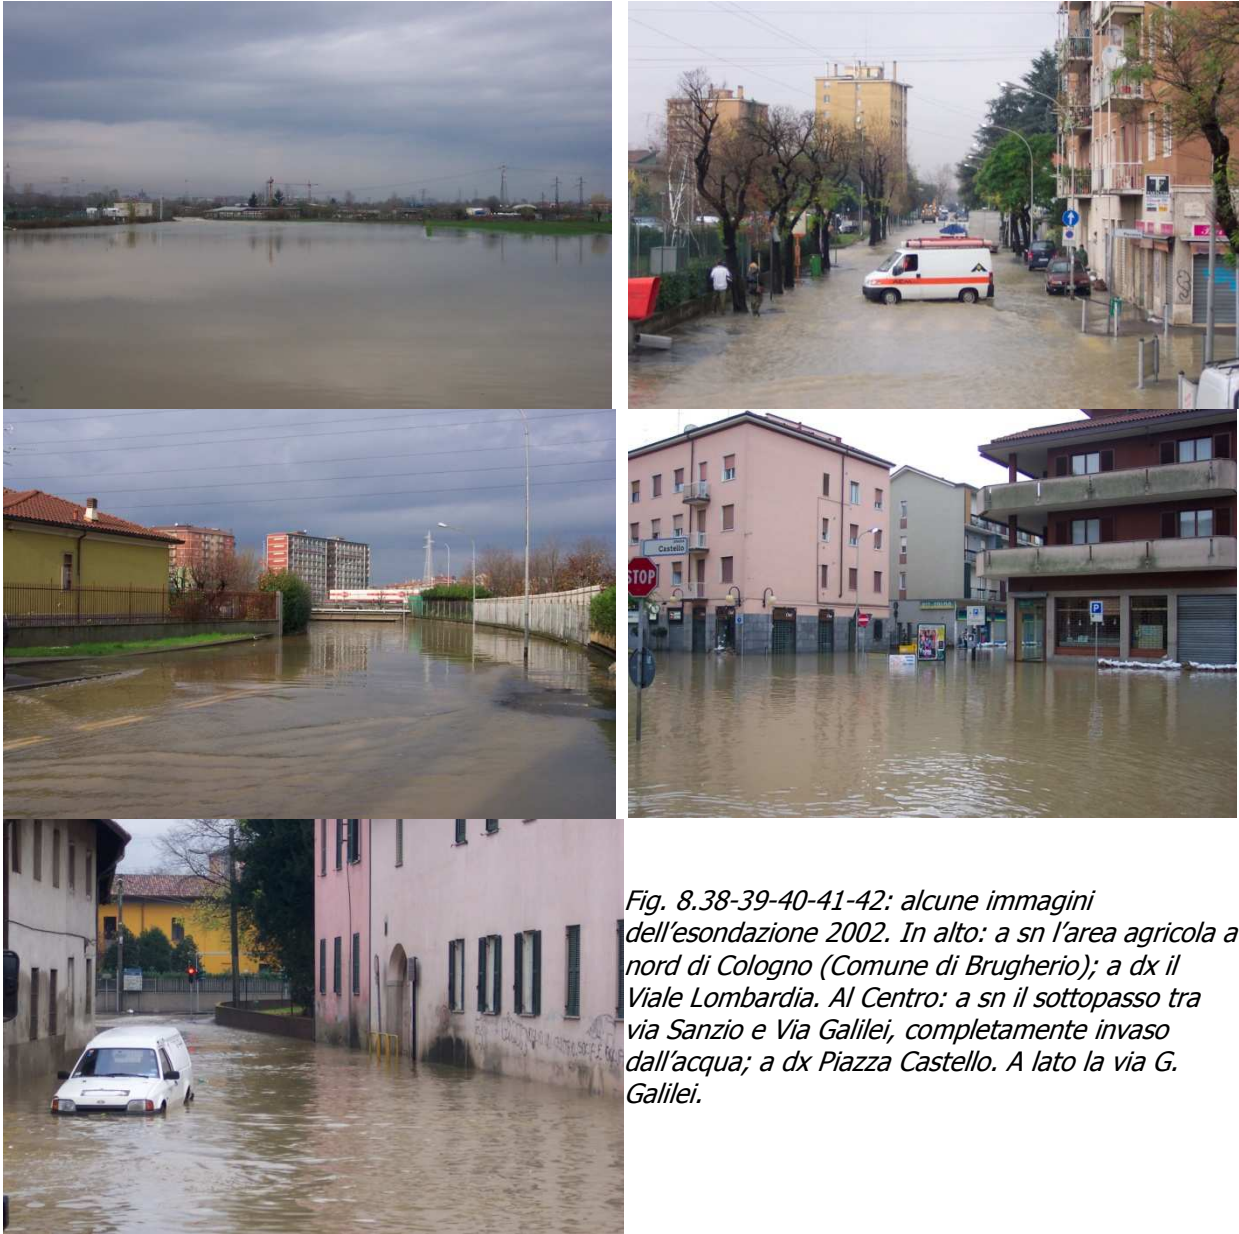 STOP
Castello
P
P
Fig. 8.38-39-40-41-42: alcune immagini
dell'esondazione 2002. In alto: a sn l'area agricola a
nord di Cologno (Comune di Brugherio); a dx il
Viale Lombardia. Al Centro: a sn il sottopasso tra
via Sanzio e Via Galilei, completamente invaso
dall'acqua; a dx Piazza Castello. A lato la via G.
Galilei.